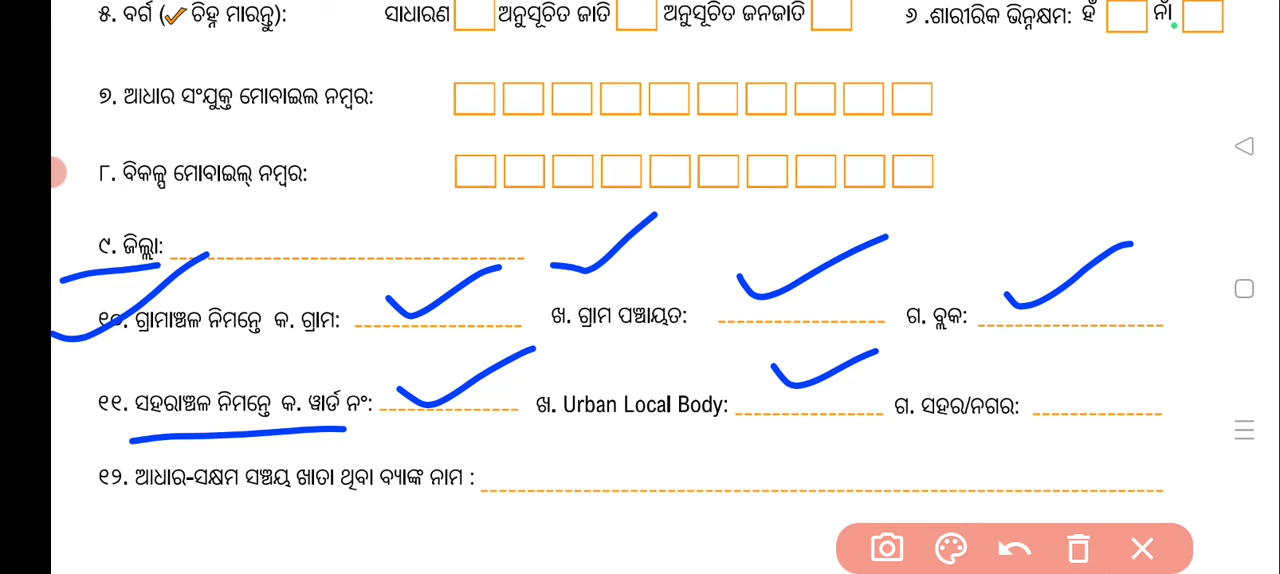 ୫. ବର୍ଗ (✓ ଚିହ୍ନ ମାରନ୍ତୁ): ସାଧାରଣ ଅନୁସୂଚିତ ଜାତି ଅନୁସୂଚିତ ଜନଜାତି ୬ .ଶାରୀରିକ ଭିନ୍ନକ୍ଷମ: ହଁ ନାଁ
୭. ଆଧାର ସଂଯୁକ୍ତ ମୋବାଇଲ ନମ୍ବର:
୮. ବିକଳ୍ପ ମୋବାଇଲ୍ ନମ୍ବର:
୯. ଜିଲ୍ଲା:
୧୦. ଗ୍ରାମାଞ୍ଚଳ ନିମନ୍ତେ କ. ଗ୍ରାମ: ଖ. ଗ୍ରାମ ପଞ୍ଚାୟତ: ଗ. ବ୍ଲକ:
୧୧. ସହରାଞ୍ଚଳ ନିମନ୍ତେ କ. ୱାର୍ଡ ନଂ: ଖ. Urban Local Body: ଗ. ସହର/ନଗର:
୧୨. ଆଧାର-ସକ୍ଷମ ସଞ୍ଚୟ ଖାତା ଥିବା ବ୍ୟାଙ୍କ ନାମ :